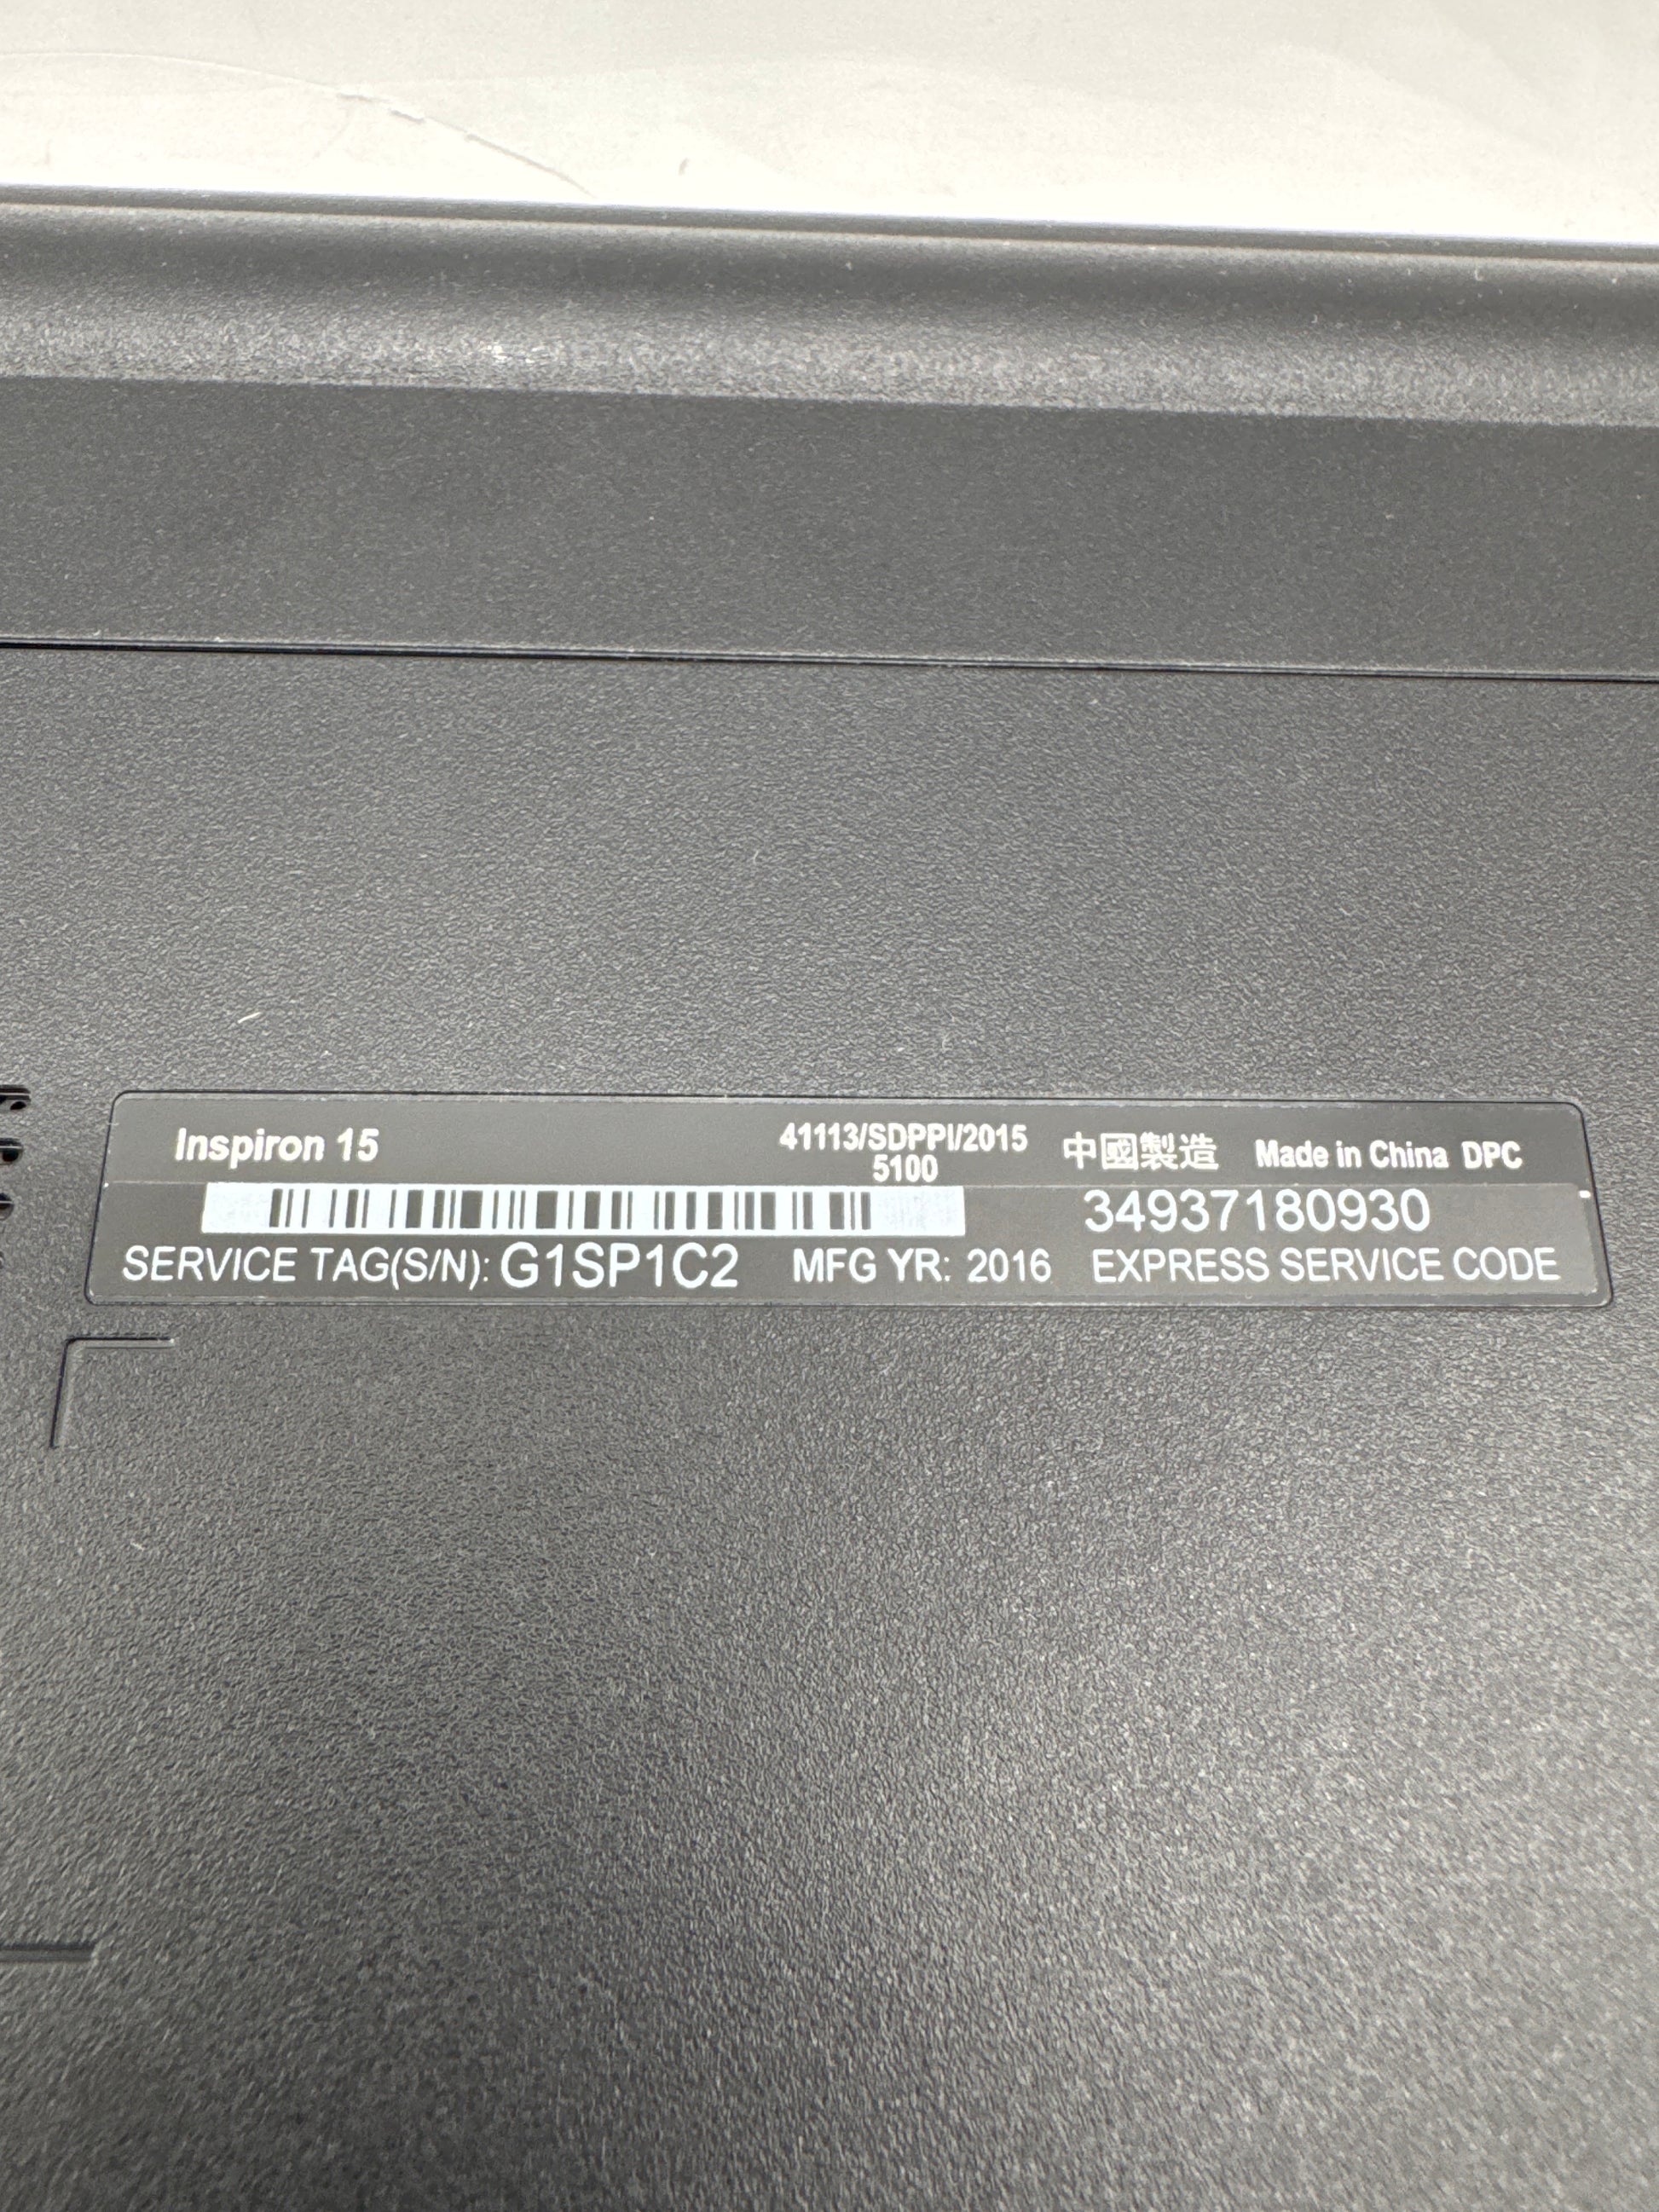 Inspiron 15
41113/SDPPI/2015
5100
中國製造 Made in China DPC
34937180930
SERVICE TAG(S/N): G1SP1C2 MFG YR: 2016 EXPRESS SERVICE CODE